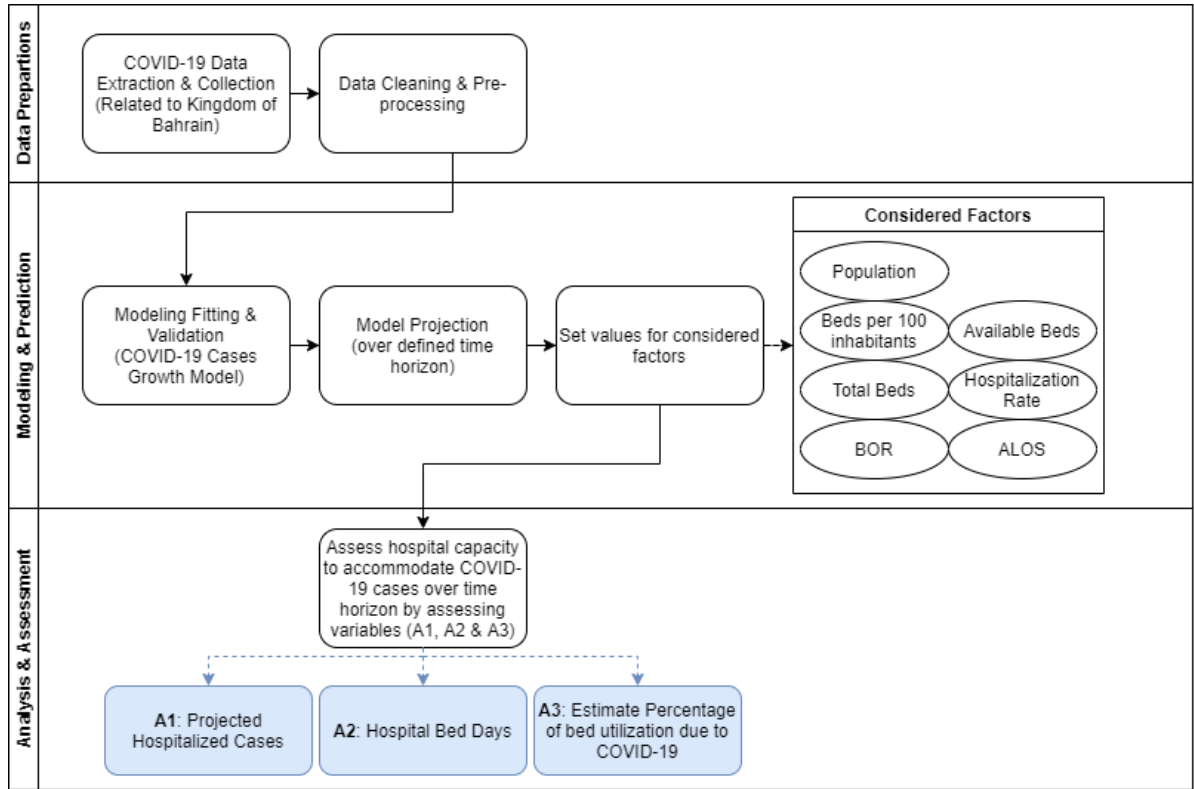 Data Prepartions
COVID-19 Data
Extraction & Collection
(Related to Kingdom of
Bahrain)
Data Cleaning & Pre-
processing
Modeling & Prediction
Modeling Fitting &
Validation
(COVID-19 Cases
Growth Model)
Model Projection
(over defined time
horizon)
Set values for considered
factors
Considered Factors
Population
Beds per 100
inhabitants
Available Beds
Total Beds
Hospitalization
Rate
BOR
ALOS
Analysis & Assessment
Assess hospital capacity
to accommodate COVID-
19 cases over time
horizon by assessing
variables (A1, A2 & A3)
A1: Projected
Hospitalized Cases
A2: Hospital Bed Days
A3: Estimate Percentage
of bed utilization due to
COVID-19